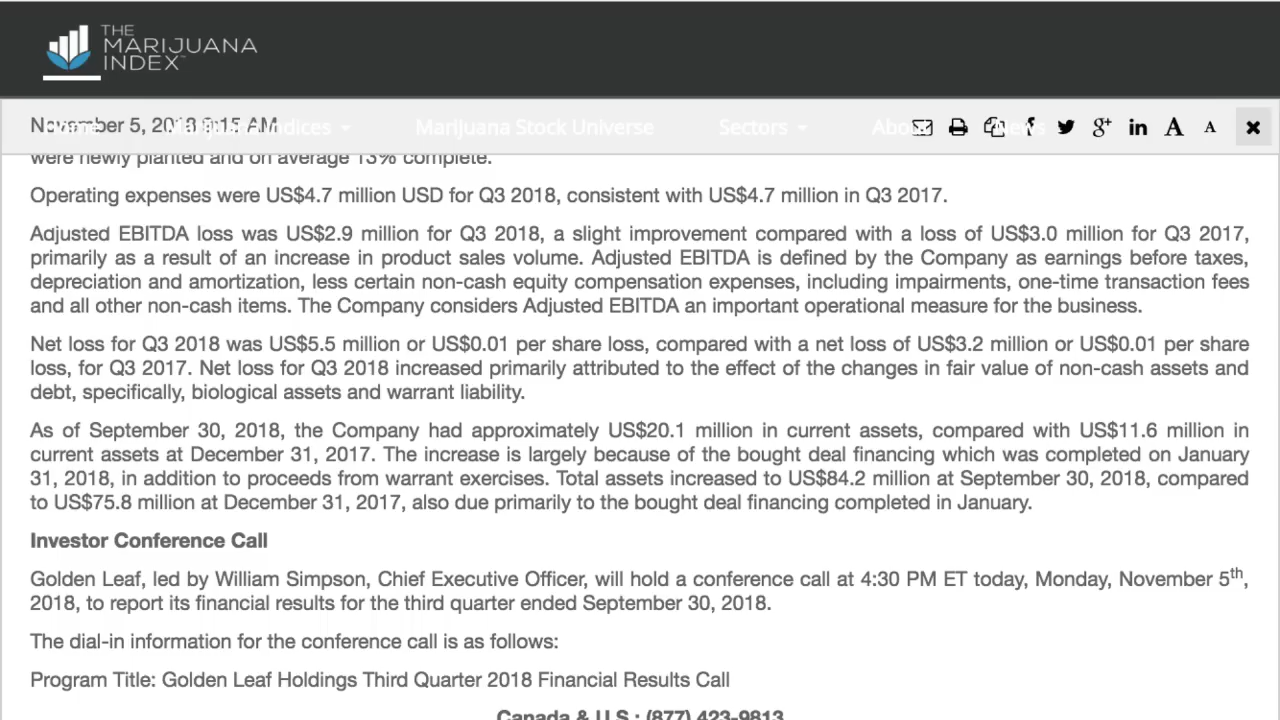 THE
MARIJUANA
INDEX™
November 5, 2018 8:15 AM
Home Marijuana Indices Marijuana Stock Universe Sectors About News
were newly planted and on average 13% complete.
Operating expenses were US$4.7 million USD for Q3 2018, consistent with US$4.7 million in Q3 2017.
Adjusted EBITDA loss was US$2.9 million for Q3 2018, a slight improvement compared with a loss of US$3.0 million for Q3 2017,
primarily as a result of an increase in product sales volume. Adjusted EBITDA is defined by the Company as earnings before taxes,
depreciation and amortization, less certain non-cash equity compensation expenses, including impairments, one-time transaction fees
and all other non-cash items. The Company considers Adjusted EBITDA an important operational measure for the business.
Net loss for Q3 2018 was US$5.5 million or US$0.01 per share loss, compared with a net loss of US$3.2 million or US$0.01 per share
loss, for Q3 2017. Net loss for Q3 2018 increased primarily attributed to the effect of the changes in fair value of non-cash assets and
debt, specifically, biological assets and warrant liability.
As of September 30, 2018, the Company had approximately US$20.1 million in current assets, compared with US$11.6 million in
current assets at December 31, 2017. The increase is largely because of the bought deal financing which was completed on January
31, 2018, in addition to proceeds from warrant exercises. Total assets increased to US$84.2 million at September 30, 2018, compared
to US$75.8 million at December 31, 2017, also due primarily to the bought deal financing completed in January.
Investor Conference Call
Golden Leaf, led by William Simpson, Chief Executive Officer, will hold a conference call at 4:30 PM ET today, Monday, November 5th,
2018, to report its financial results for the third quarter ended September 30, 2018.
The dial-in information for the conference call is as follows:
Program Title: Golden Leaf Holdings Third Quarter 2018 Financial Results Call
Canada & U.S.: (877) 423-9813